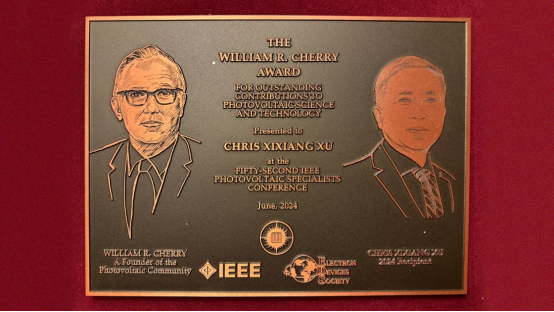 THE
WILLIAM R. CHERRY
AWARD
FOR OUTSTANDING
CONTRIBUTIONS TO
PHOTOVOLTAIC SCIENCE
AND TECHNOLOGY
Presented to
CHRIS XIXIANG XU
at the
FIFTY-SECOND IEEE
PHOTOVOLTAIC SPECIALISTS
CONFERENCE
June, 2024
WILLIAM R. CHERRY
A Founder of the
Photovoltaic Community
IEEE
ELECTRON
DEVICES
SOCIETY
CHRIS XIXIANG XU
2024 Recipient